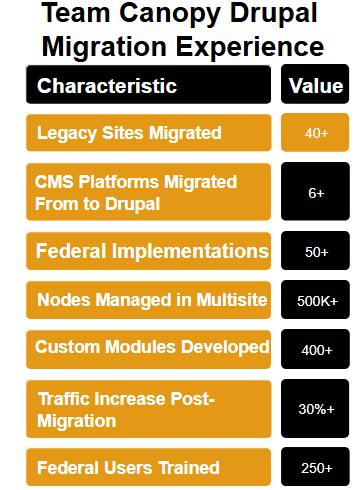 Team Canopy Drupal
Migration Experience
Characteristic Value
Legacy Sites Migrated 40+
CMS Platforms Migrated
From to Drupal 6+
Federal Implementations 50+
Nodes Managed in Multisite 500K+
Custom Modules Developed 400+
Traffic Increase Post-
Migration 30%+
Federal Users Trained 250+